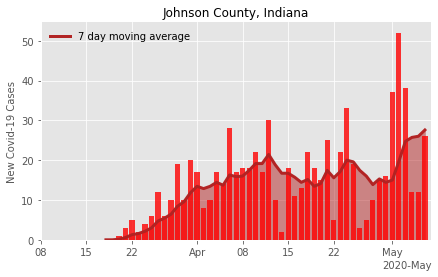 Johnson County, Indiana
7 day moving average
New Covid-19 Cases
50
40
30
20
10
0
08 15 22 Apr 08 15 22 May
2020-May